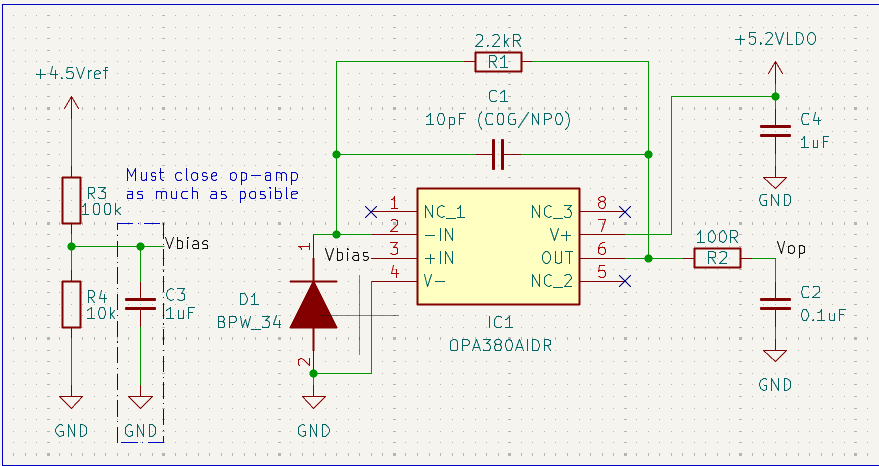 2.2kR
R1
+5.2VLDO
+4.5Vref
C1
10pF (C0G/NP0)
C4
1uF
Must close op-amp
as much as posible
R3
100k
GND
1 NC_1 NC_3 8
2 -IN V+ 7
3 +IN OUT 6
4 V- NC_2 5
Vbias
Vbias
1
100R
R2
Vop
R4
10k
C3
1uF
D1
BPW_34
2
IC1
OPA380AIDR
C2
0.1uF
GND
GND
GND
GND